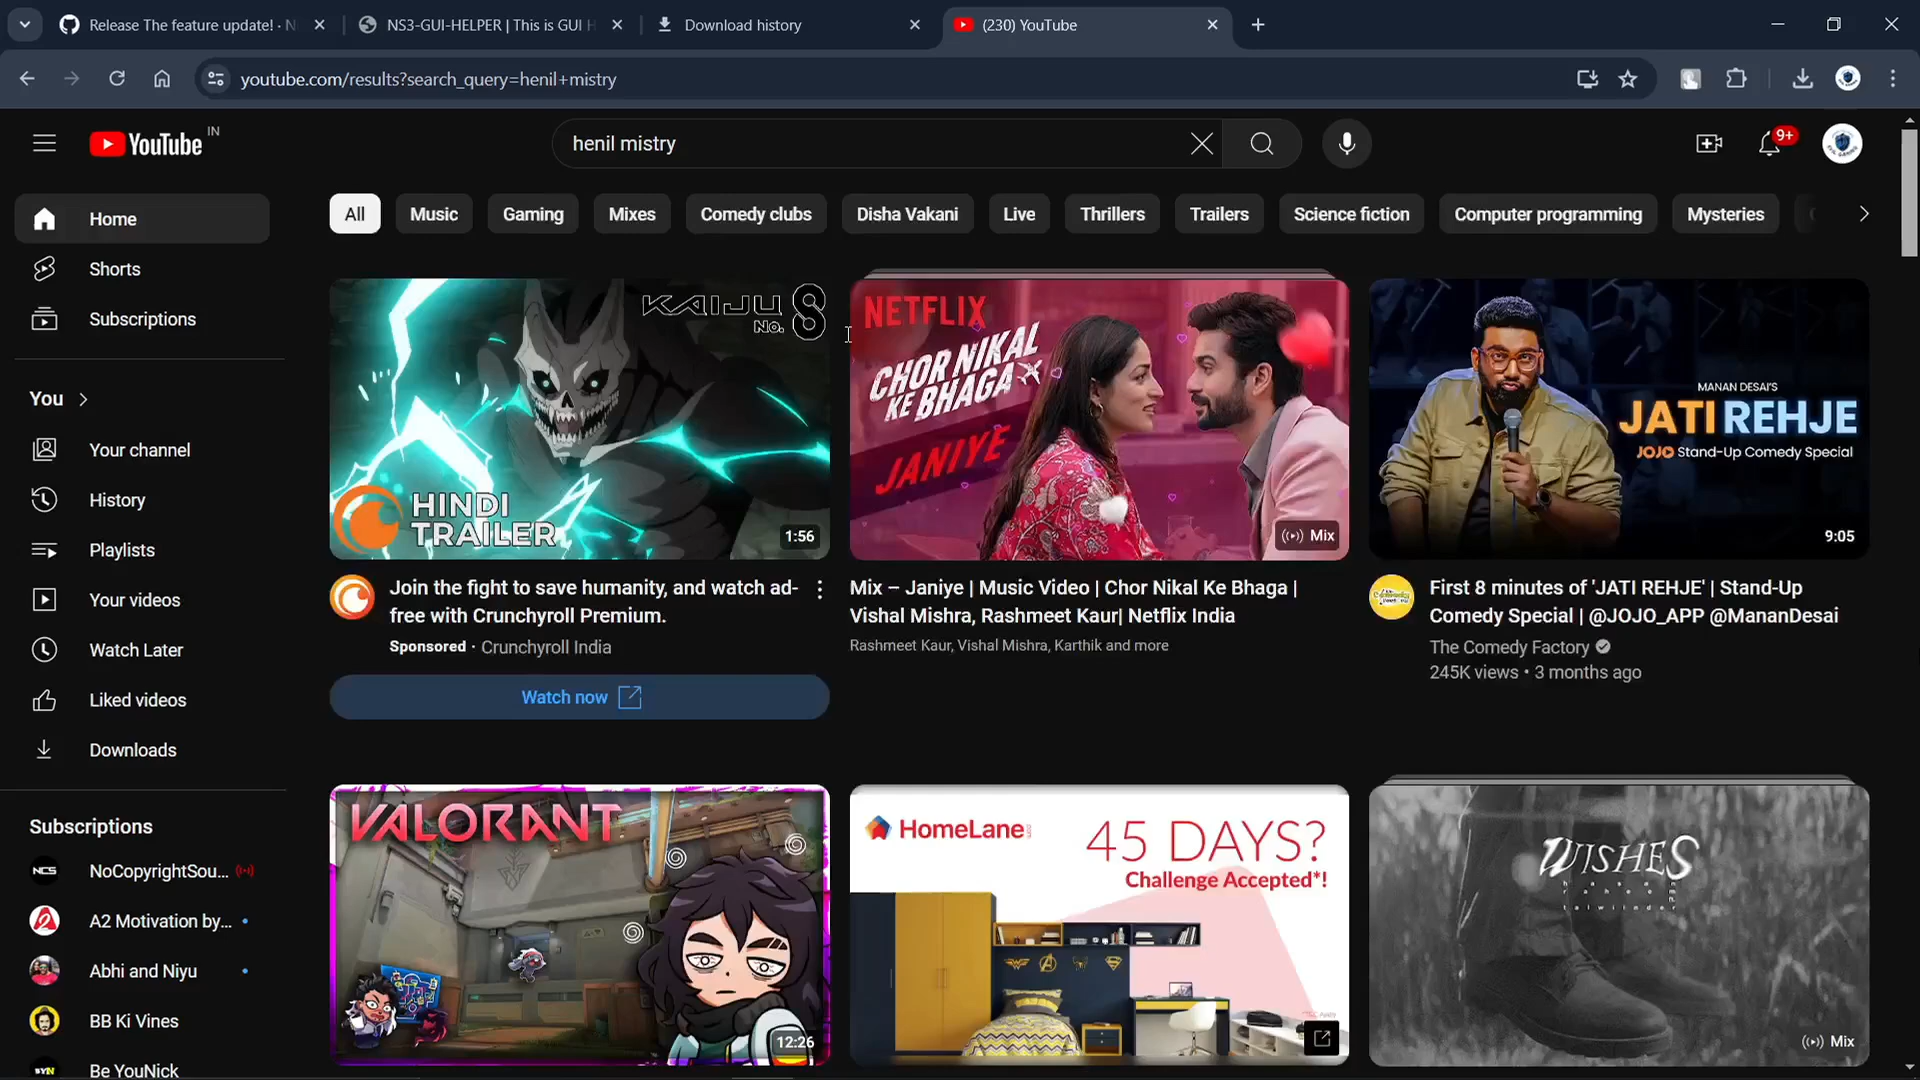 Release The feature update! · N
NS3-GUI-HELPER | This is GUI H
Download history
(230) YouTube
youtube.com/results?search_query=henil+mistry
YouTube IN
henil mistry
9+
All
Music
Gaming
Mixes
Comedy clubs
Disha Vakani
Live
Thrillers
Trailers
Science fiction
Computer programming
Mysteries
Home
Shorts
Subscriptions
You
Your channel
History
Playlists
Your videos
Watch Later
Liked videos
Downloads
Subscriptions
NCS
NoCopyrightSou...
A2 Motivation by...
Abhi and Niyu
BB Ki Vines
BYN
Be YouNick
KAIJU No. 8
HINDI
TRAILER
1:56
Join the fight to save humanity, and watch ad-
free with Crunchyroll Premium.
Sponsored · Crunchyroll India
Watch now
NETFLIX
CHOR NIKAL
KE BHAGA
JANIYE
Mix
Mix – Janiye | Music Video | Chor Nikal Ke Bhaga |
Vishal Mishra, Rashmeet Kaur| Netflix India
Rashmeet Kaur, Vishal Mishra, Karthik and more
MANAN DESAI'S
JATI REHJE
JOJO Stand-Up Comedy Special
9:05
First 8 minutes of 'JATI REHJE' | Stand-Up
Comedy Special | @JOJO_APP @MananDesai
The Comedy Factory
245K views • 3 months ago
VALORANT
12:26
HomeLane
45 DAYS?
Challenge Accepted*!
WISHES
hasan
raheem
talwiinder
Mix